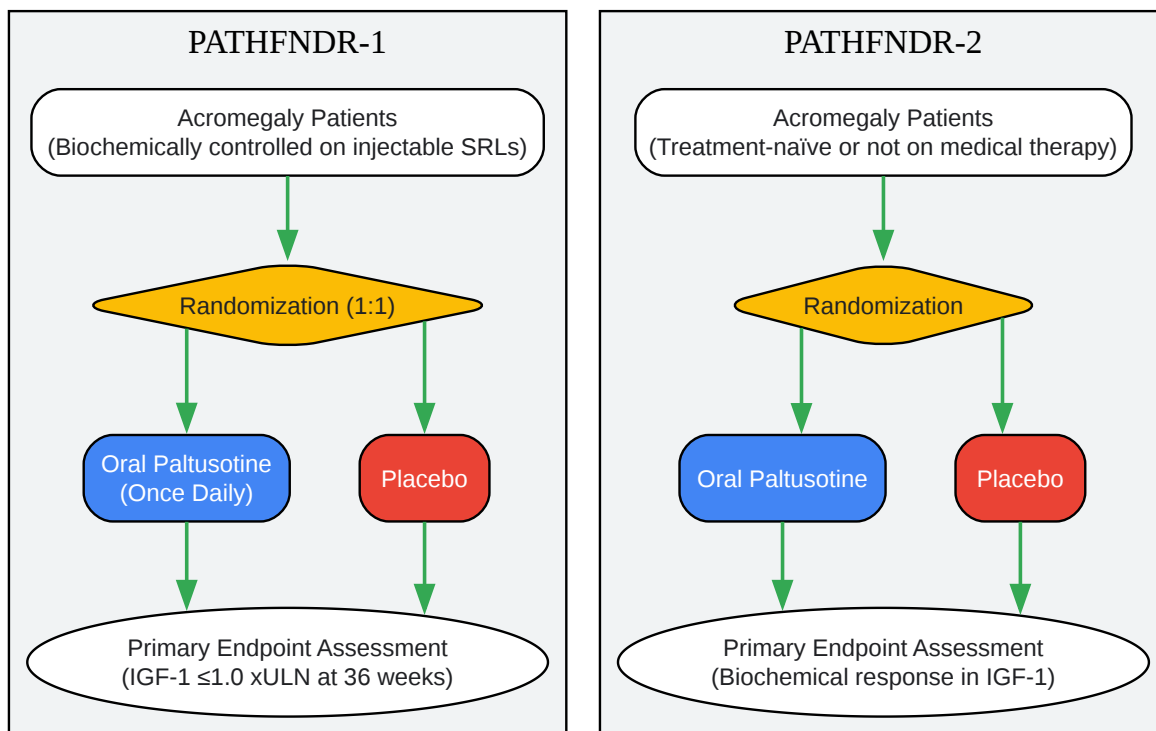 PATHFNDR-1
Acromegaly Patients
(Biochemically controlled on injectable SRLs)
Randomization (1:1)
Oral Paltusotine
(Once Daily)
Placebo
Primary Endpoint Assessment
(IGF-1 ≤1.0 xULN at 36 weeks)
PATHFNDR-2
Acromegaly Patients
(Treatment-naïve or not on medical therapy)
Randomization
Oral Paltusotine
Placebo
Primary Endpoint Assessment
(Biochemical response in IGF-1)